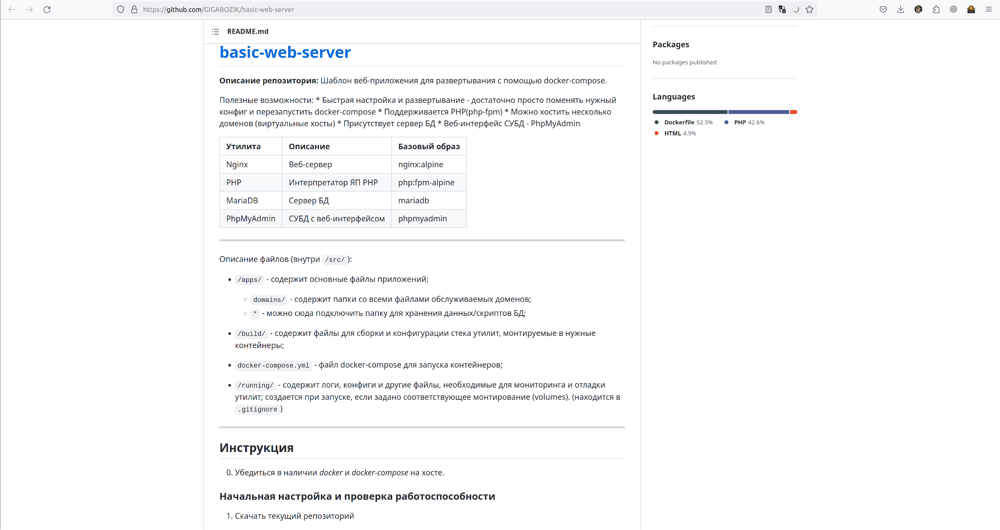 https://github.com/GIGABOZIK/basic-web-server
README.md
basic-web-server
Описание репозитория: Шаблон веб-приложения для развертывания с помощью docker-compose.
Полезные возможности: * Быстрая настройка и развертывание - достаточно просто поменять нужный
конфиг и перезапустить docker-compose * Поддерживается PHP(php-fpm) * Можно хостить несколько
доменов (виртуальные хосты) * Присутствует сервер БД * Веб-интерфейс СУБД - PhpMyAdmin
Утилита Описание Базовый образ
Nginx Веб-сервер nginx:alpine
PHP Интерпретатор ЯП PHP php:fpm-alpine
MariaDB Сервер БД mariadb
PhpMyAdmin СУБД с веб-интерфейсом phpmyadmin
Описание файлов (внутри /src/ ):
• /apps/ - содержит основные файлы приложений;
◦ domains/ - содержит папки со всеми файлами обслуживаемых доменов;
◦ * - можно сюда подключить папку для хранения данных/скриптов БД;
• /build/ - содержит файлы для сборки и конфигурации стека утилит, монтируемые в нужные
контейнеры;
• docker-compose.yml - файл docker-compose для запуска контейнеров;
• /running/ - содержит логи, конфиги и другие файлы, необходимые для мониторинга и отладки
утилит; создается при запуске, если задано соответствующее монтирование (volumes). (находится в
.gitignore )
Инструкция
0. Убедиться в наличии docker и docker-compose на хосте.
Начальная настройка и проверка работоспособности
1. Скачать текущий репозиторий
Packages
No packages published
Languages
Dockerfile 52.5% PHP 42.6%
HTML 4.9%